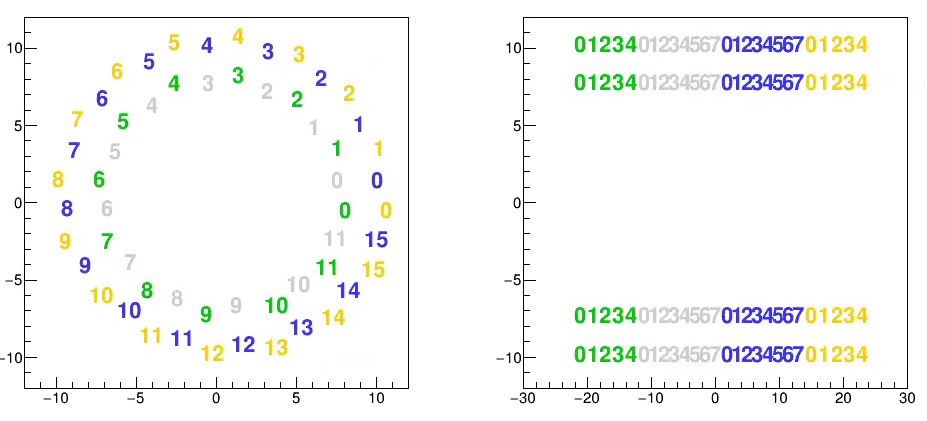 5 4 4
10 5 3 3
6 4 3 3 2
6 4 2 2 2
5 7 5 1 1
7 5 1 1
8 6 0 0
0 8 6 0 0
9 7 11 15
9 7 11 15
−5 10 8 10 14
10 8 9 9 10 14
11 11 12 13
−10 12 13
−10 −5 0 5 10
10 01234 01234567 01234567 01234
01234 01234567 01234567 01234
5
0
−5
01234 01234567 01234567 01234
−10 01234 01234567 01234567 01234
−30 −20 −10 0 10 20 30